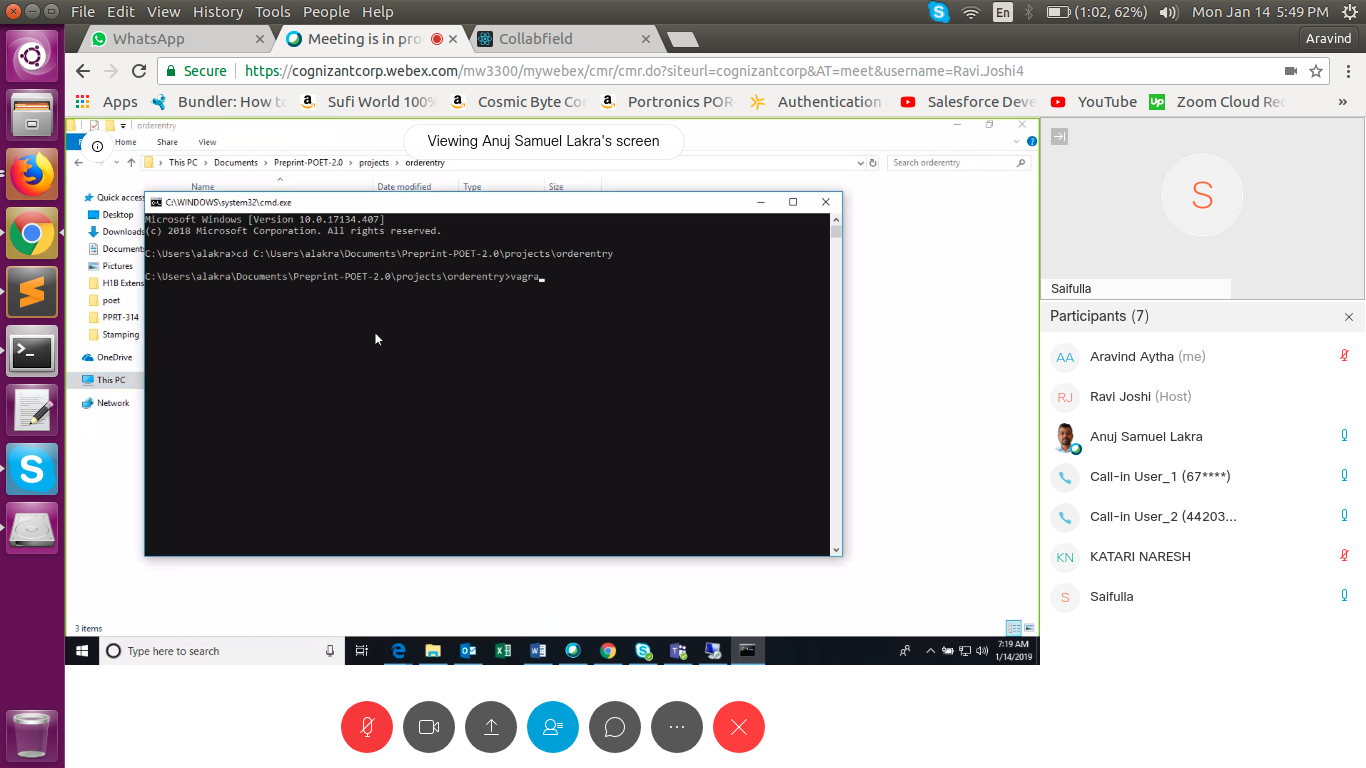 File Edit View History Tools People Help
En (1:02, 62%) Mon Jan 14 5:49 PM
WhatsApp Meeting is in pro Collabfield Aravind
Secure https://cognizantcorp.webex.com/mw3300/mywebex/cmr/cmr.do?siteurl=cognizantcorp&AT=meet&username=Ravi.Joshi4
Apps Bundler: How to Sufi World 100% Cosmic Byte Cor Portronics POR Authentication Salesforce Deve YouTube Up Zoom Cloud Rec »
orderentry
Home Share View
Viewing Anuj Samuel Lakra's screen
This PC Documents Preprint-POET-2.0 projects orderentry Search orderentry
Name Date modified Type Size
Quick access
Desktop
Downloads
Documents
Pictures
H1B Exten
poet
PPRT-314
Stamping
OneDrive
This PC
Network
C:\WINDOWS\system32\cmd.exe
Microsoft Windows [Version 10.0.17134.407]
(c) 2018 Microsoft Corporation. All rights reserved.
C:\Users\alakra>cd C:\Users\alakra\Documents\Preprint-POET-2.0\projects\orderentry
C:\Users\alakra\Documents\Preprint-POET-2.0\projects\orderentry>vagra
3 items
Type here to search
7:19 AM
1/14/2019
S
Saifulla
Participants (7)
AA Aravind Aytha (me)
RJ Ravi Joshi (Host)
Anuj Samuel Lakra
Call-in User_1 (67****)
Call-in User_2 (44203...
KN KATARI NARESH
S Saifulla